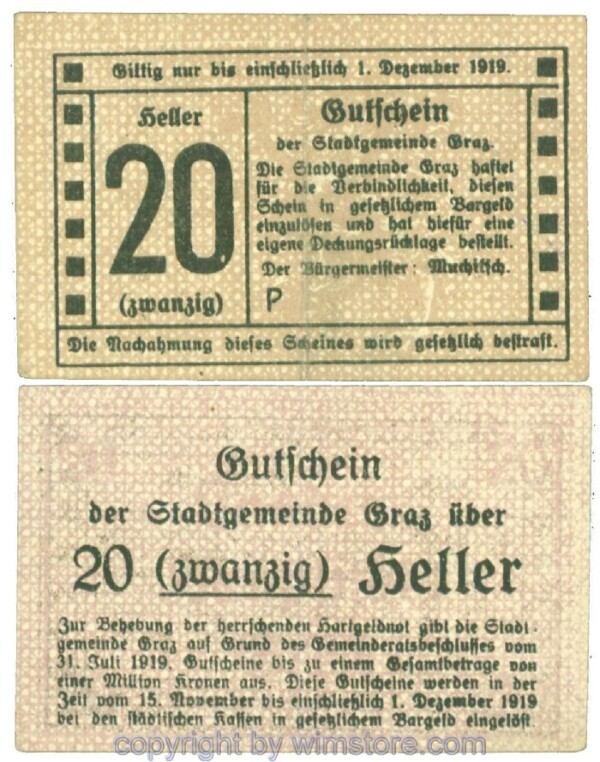 Giltig nur bis einschließlich 1. Dezember 1919.
Heller
20
(zwanzig)
Gutschein
der Stadtgemeinde Graz.
Die Stadtgemeinde Graz haftet
für die Verbindlichkeit, diesen
Schein in gesetzlichem Bargeld
einzulösen und hat hiefür eine
eigene Deckungsrücklage bestellt.
Der Bürgermeister: Muchitsch.
P
Die Nachahmung dieses Scheines wird gesetzlich bestraft.
Gutschein
der Stadtgemeinde Graz über
20 (zwanzig) Heller
Zur Behebung der herrschenden Hartgeldnot gibt die Stadt-
gemeinde Graz auf Grund des Gemeinderatsbeschlusses vom
31. Juli 1919, Gutscheine bis zu einem Gesamtbetrage von
einer Million Kronen aus. Diese Gutscheine werden in der
Zeit vom 15. November bis einschließlich 1. Dezember 1919
bei den städtischen Kassen in gesetzlichem Bargeld eingelöst.
copyright by wimstore.com